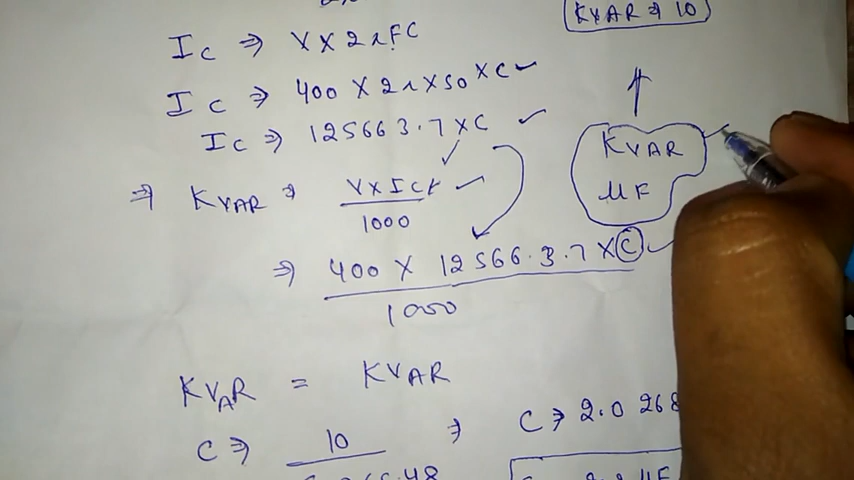 KVAR ⇒ 10
Ic ⇒ V X 2πFC
Ic ⇒ 400 X 2π X 50 X C
Ic ⇒ 125663.7 X C
KVAR
μF
⇒ KVAR ⇒ V X Ic
1000
⇒ 400 X 12566.3.7 X C
1000
KVAR = KVAR
C ⇒ 10 ⇒ C ⇒ 2.0268